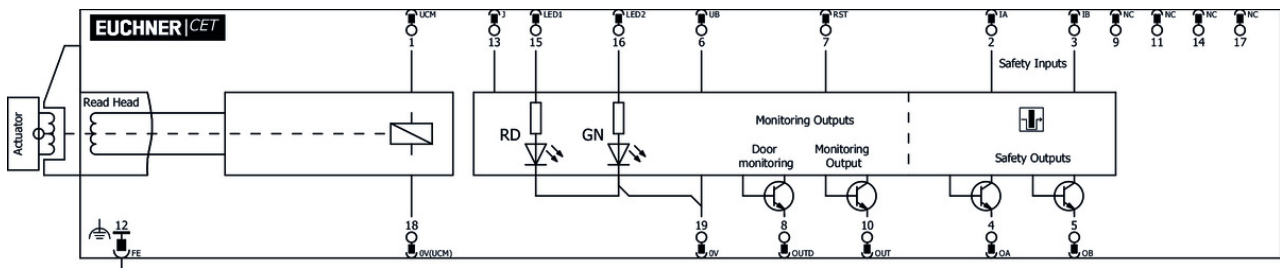 EUCHNER CET
UCM J LED1 LED2 UB RST IA IB NC NC NC NC
1 13 15 16 6 7 2 3 9 11 14 17
Safety Inputs
Read Head
Actuator
RD GN
Monitoring Outputs
Door
monitoring
Monitoring
Output
Safety Outputs
12 18 19 8 10 4 5
FE 0V(UCM) 0V OUTD OUT OA OB